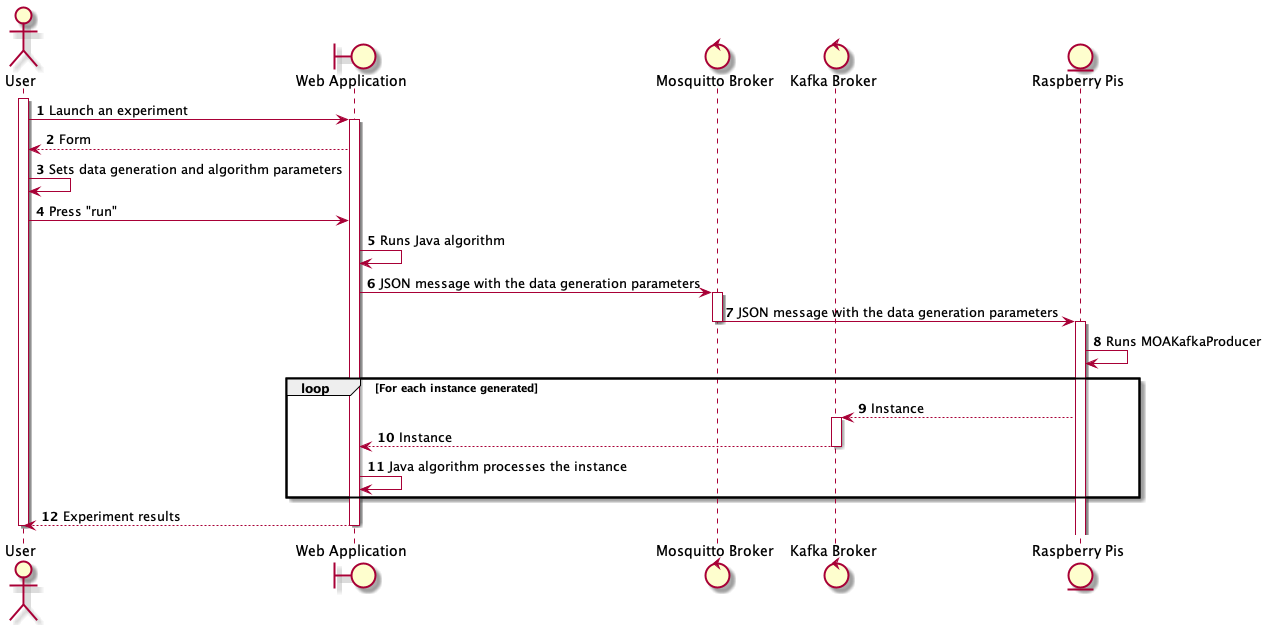 User
Web Application
Mosquitto Broker
Kafka Broker
Raspberry Pis
1 Launch an experiment
2 Form
3 Sets data generation and algorithm parameters
4 Press "run"
5 Runs Java algorithm
6 JSON message with the data generation parameters
7 JSON message with the data generation parameters
8 Runs MOAKafkaProducer
loop [For each instance generated]
9 Instance
10 Instance
11 Java algorithm processes the instance
12 Experiment results
User
Web Application
Mosquitto Broker
Kafka Broker
Raspberry Pis